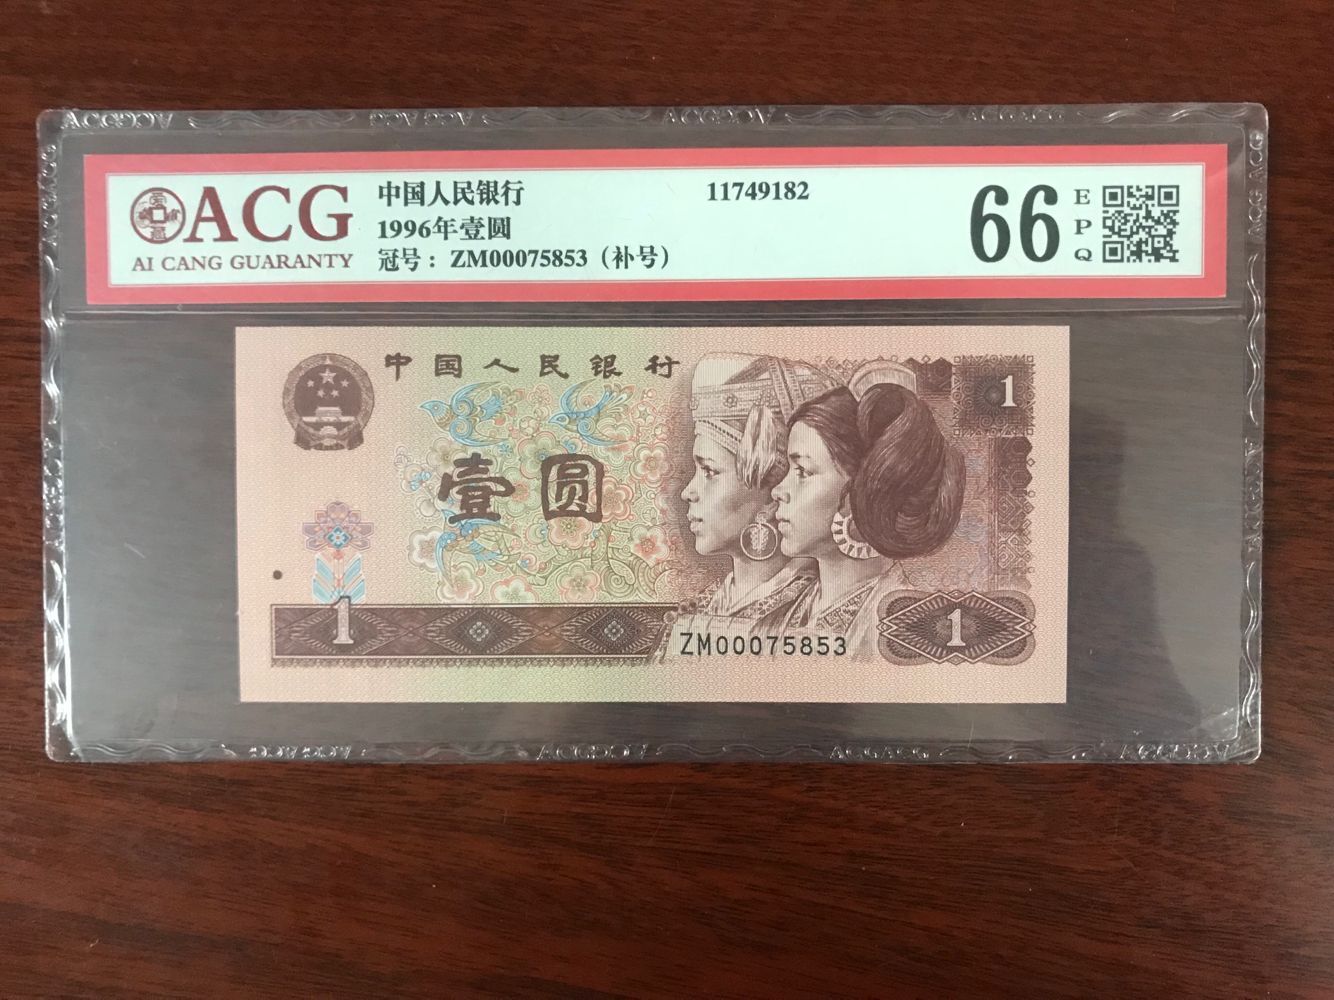 ACG
AI CANG GUARANTY
中国人民银行
1996年壹圆
冠号：ZM00075853（补号）
11749182
66
EPQ
中国人民银行
壹圆
1
1
ZM00075853
1